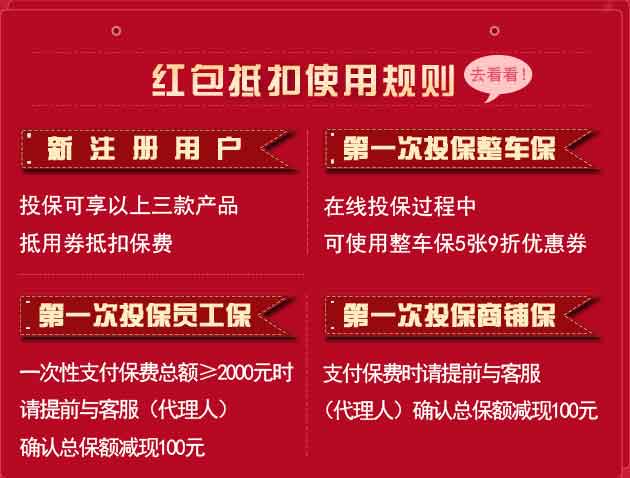 红包抵扣使用规则
去看看！
新注册用户
投保可享以上三款产品
抵用券抵扣保费
第一次投保整车保
在线投保过程中
可使用整车保5张9折优惠券
第一次投保员工保
一次性支付保费总额≥2000元时
请提前与客服（代理人）
确认总保额减现100元
第一次投保商铺保
支付保费时请提前与客服
（代理人）确认总保额减现100元